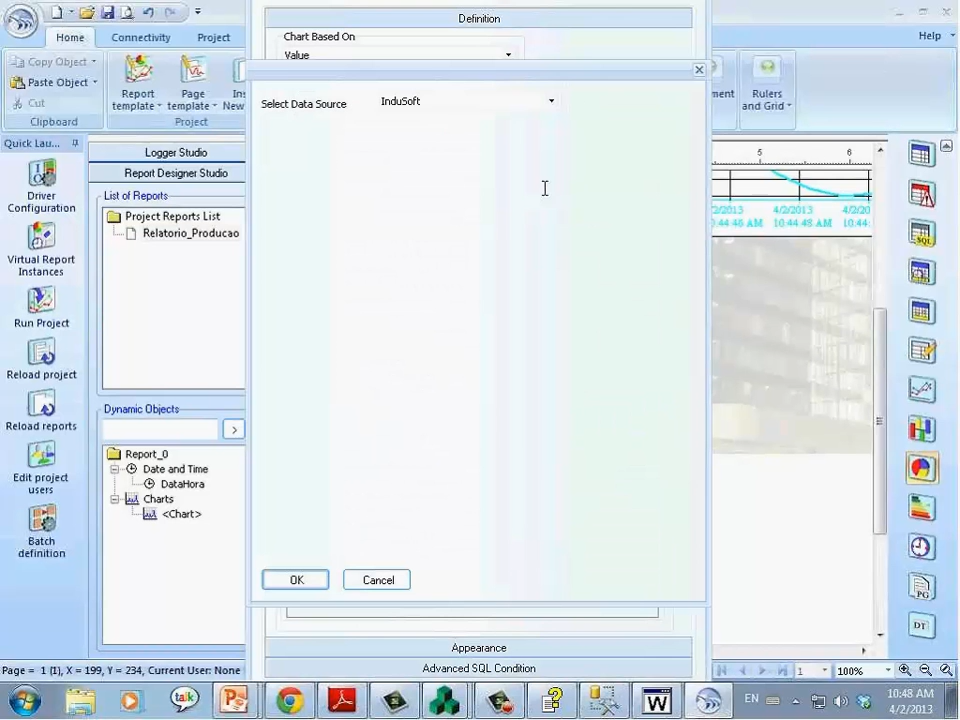 Definition
Home
Connectivity
Project
Help
Copy Object
Paste Object
Cut
Clipboard
Report template
Page template
Project
Rulers and Grid
Chart Based On
Value
Select Data Source
InduSoft
OK
Cancel
Appearance
Advanced SQL Condition
Quick Lau...
Driver Configuration
Virtual Report Instances
Run Project
Reload project
Reload reports
Edit project users
Batch definition
Logger Studio
Report Designer Studio
List of Reports
Project Reports List
Relatorio_Producao
Dynamic Objects
>
Report_0
Date and Time
DataHora
Charts
<Chart>
5
6
4/2/2013
10:44:48 AM
SQL
PG
DT
Page = 1 (1), X = 199, Y = 234, Current User: None
1
100%
talk
W
EN
10:48 AM
4/2/2013